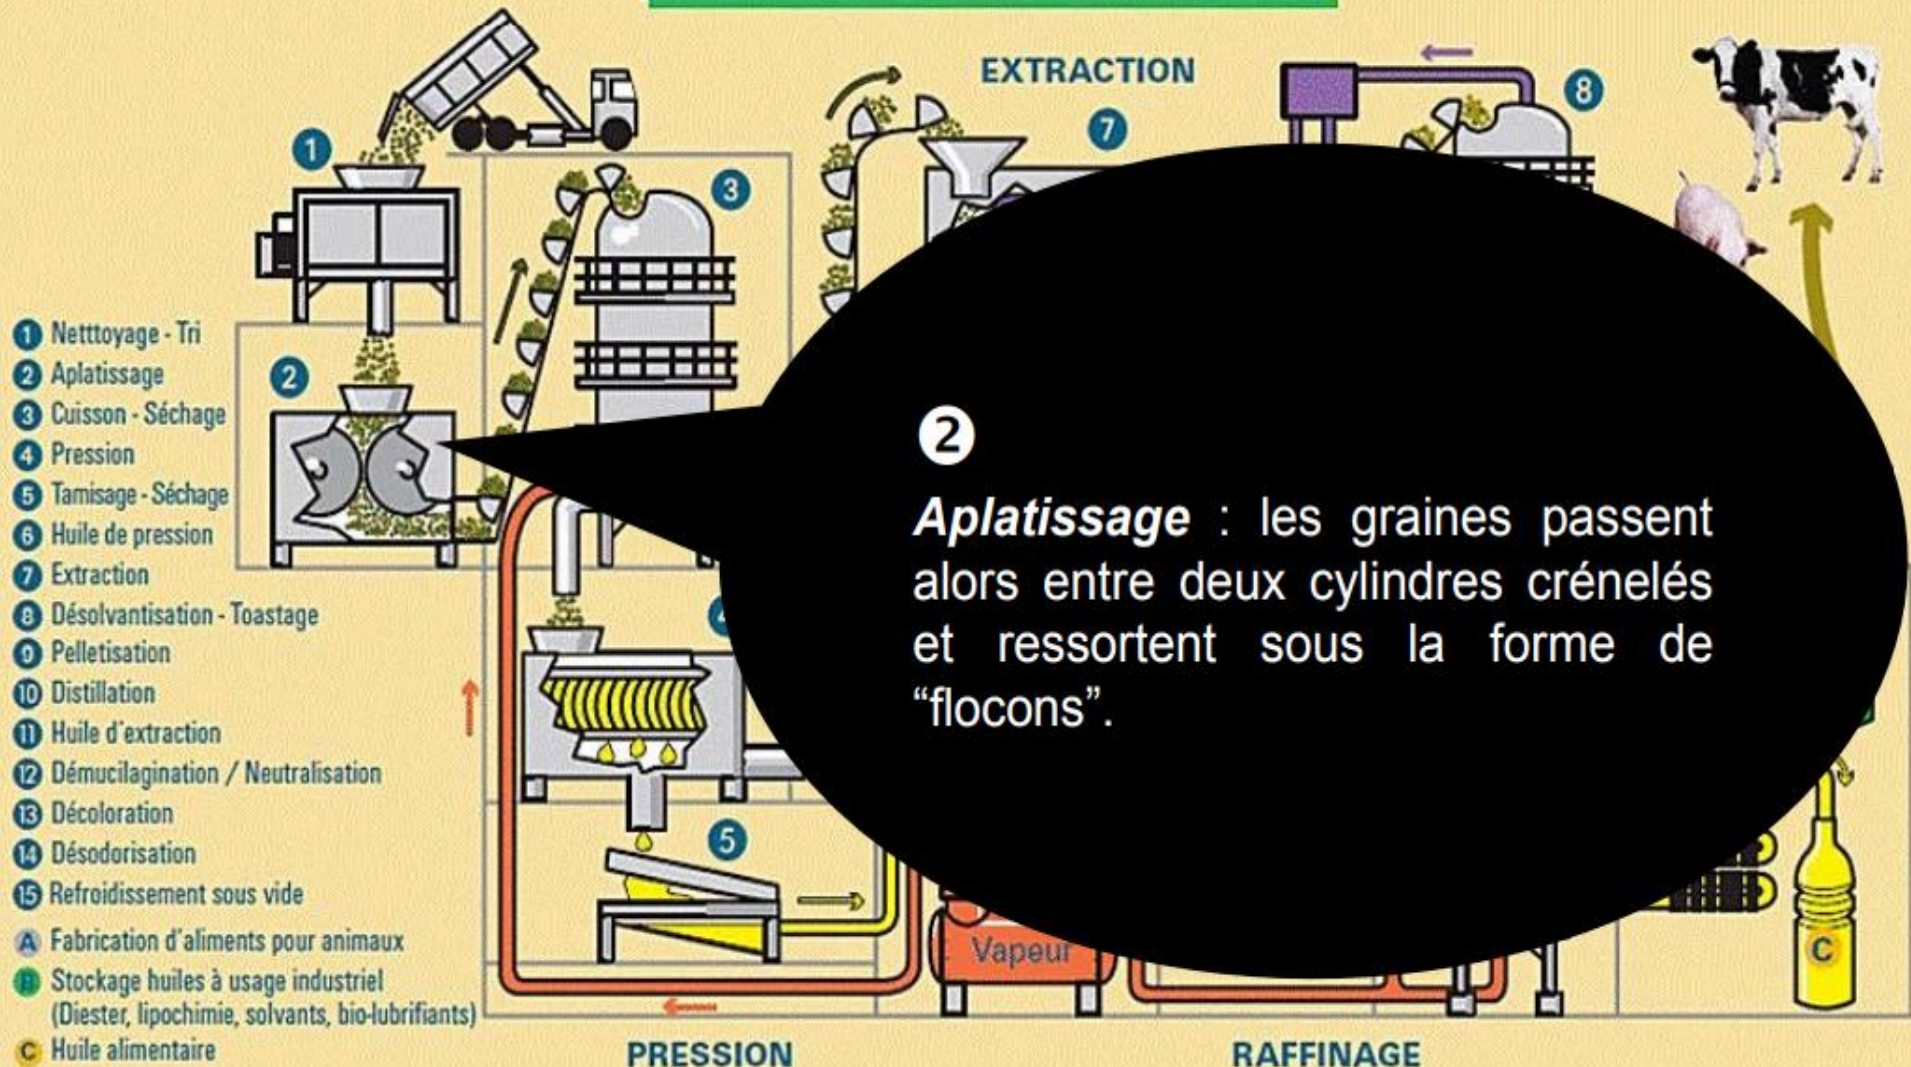 EXTRACTION
1
3
7
8
2
1 Netttoyage - Tri
2 Aplatissage
3 Cuisson - Séchage
4 Pression
5 Tamisage - Séchage
6 Huile de pression
7 Extraction
8 Désolvantisation - Toastage
9 Pelletisation
10 Distillation
11 Huile d'extraction
12 Démucilagination / Neutralisation
13 Décoloration
14 Désodorisation
15 Refroidissement sous vide
A Fabrication d'aliments pour animaux
B Stockage huiles à usage industriel
(Diester, lipochimie, solvants, bio-lubrifiants)
C Huile alimentaire
2
Aplatissage : les graines passent
alors entre deux cylindres crénelés
et ressortent sous la forme de
“flocons”.
4
5
Vapeur
C
PRESSION
RAFFINAGE